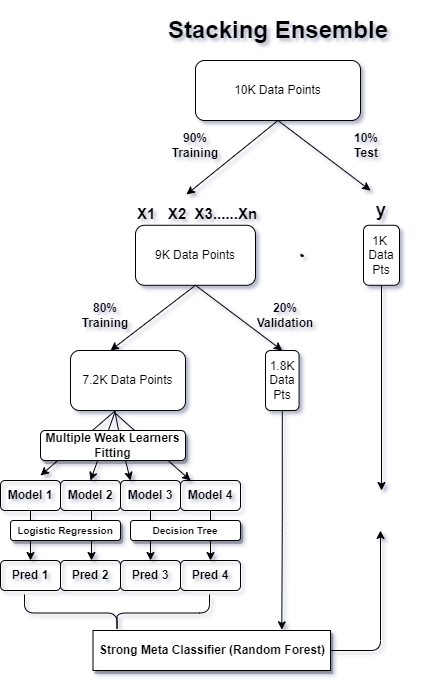 Stacking Ensemble
10K Data Points
90%
Training
10%
Test
X1 X2 X3......Xn
y
9K Data Points
1K
Data
Pts
80%
Training
20%
Validation
7.2K Data Points
1.8K
Data
Pts
Multiple Weak Learners
Fitting
Model 1 Model 2 Model 3 Model 4
Logistic Regression Decision Tree
Pred 1 Pred 2 Pred 3 Pred 4
Strong Meta Classifier (Random Forest)